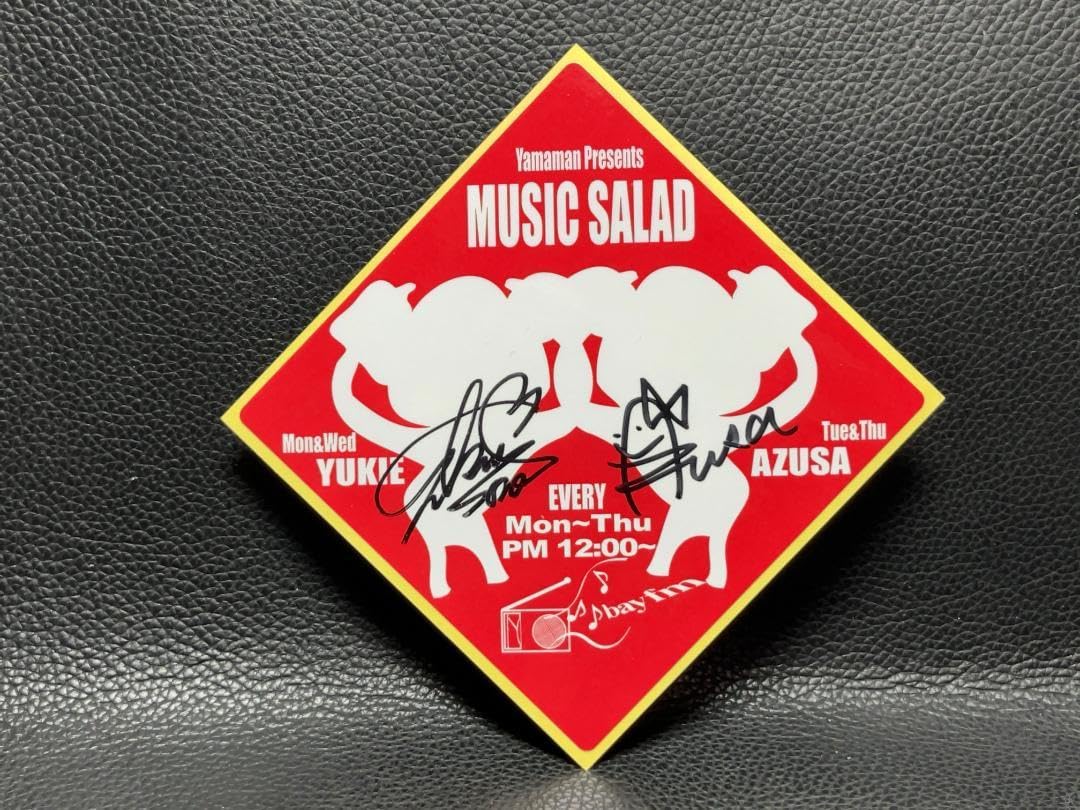 Yamaman Presents
MUSIC SALAD
Mon&Wed
YUKIE
Tue&Thu
AZUSA
EVERY
Mon~Thu
PM 12:00~
bayfm